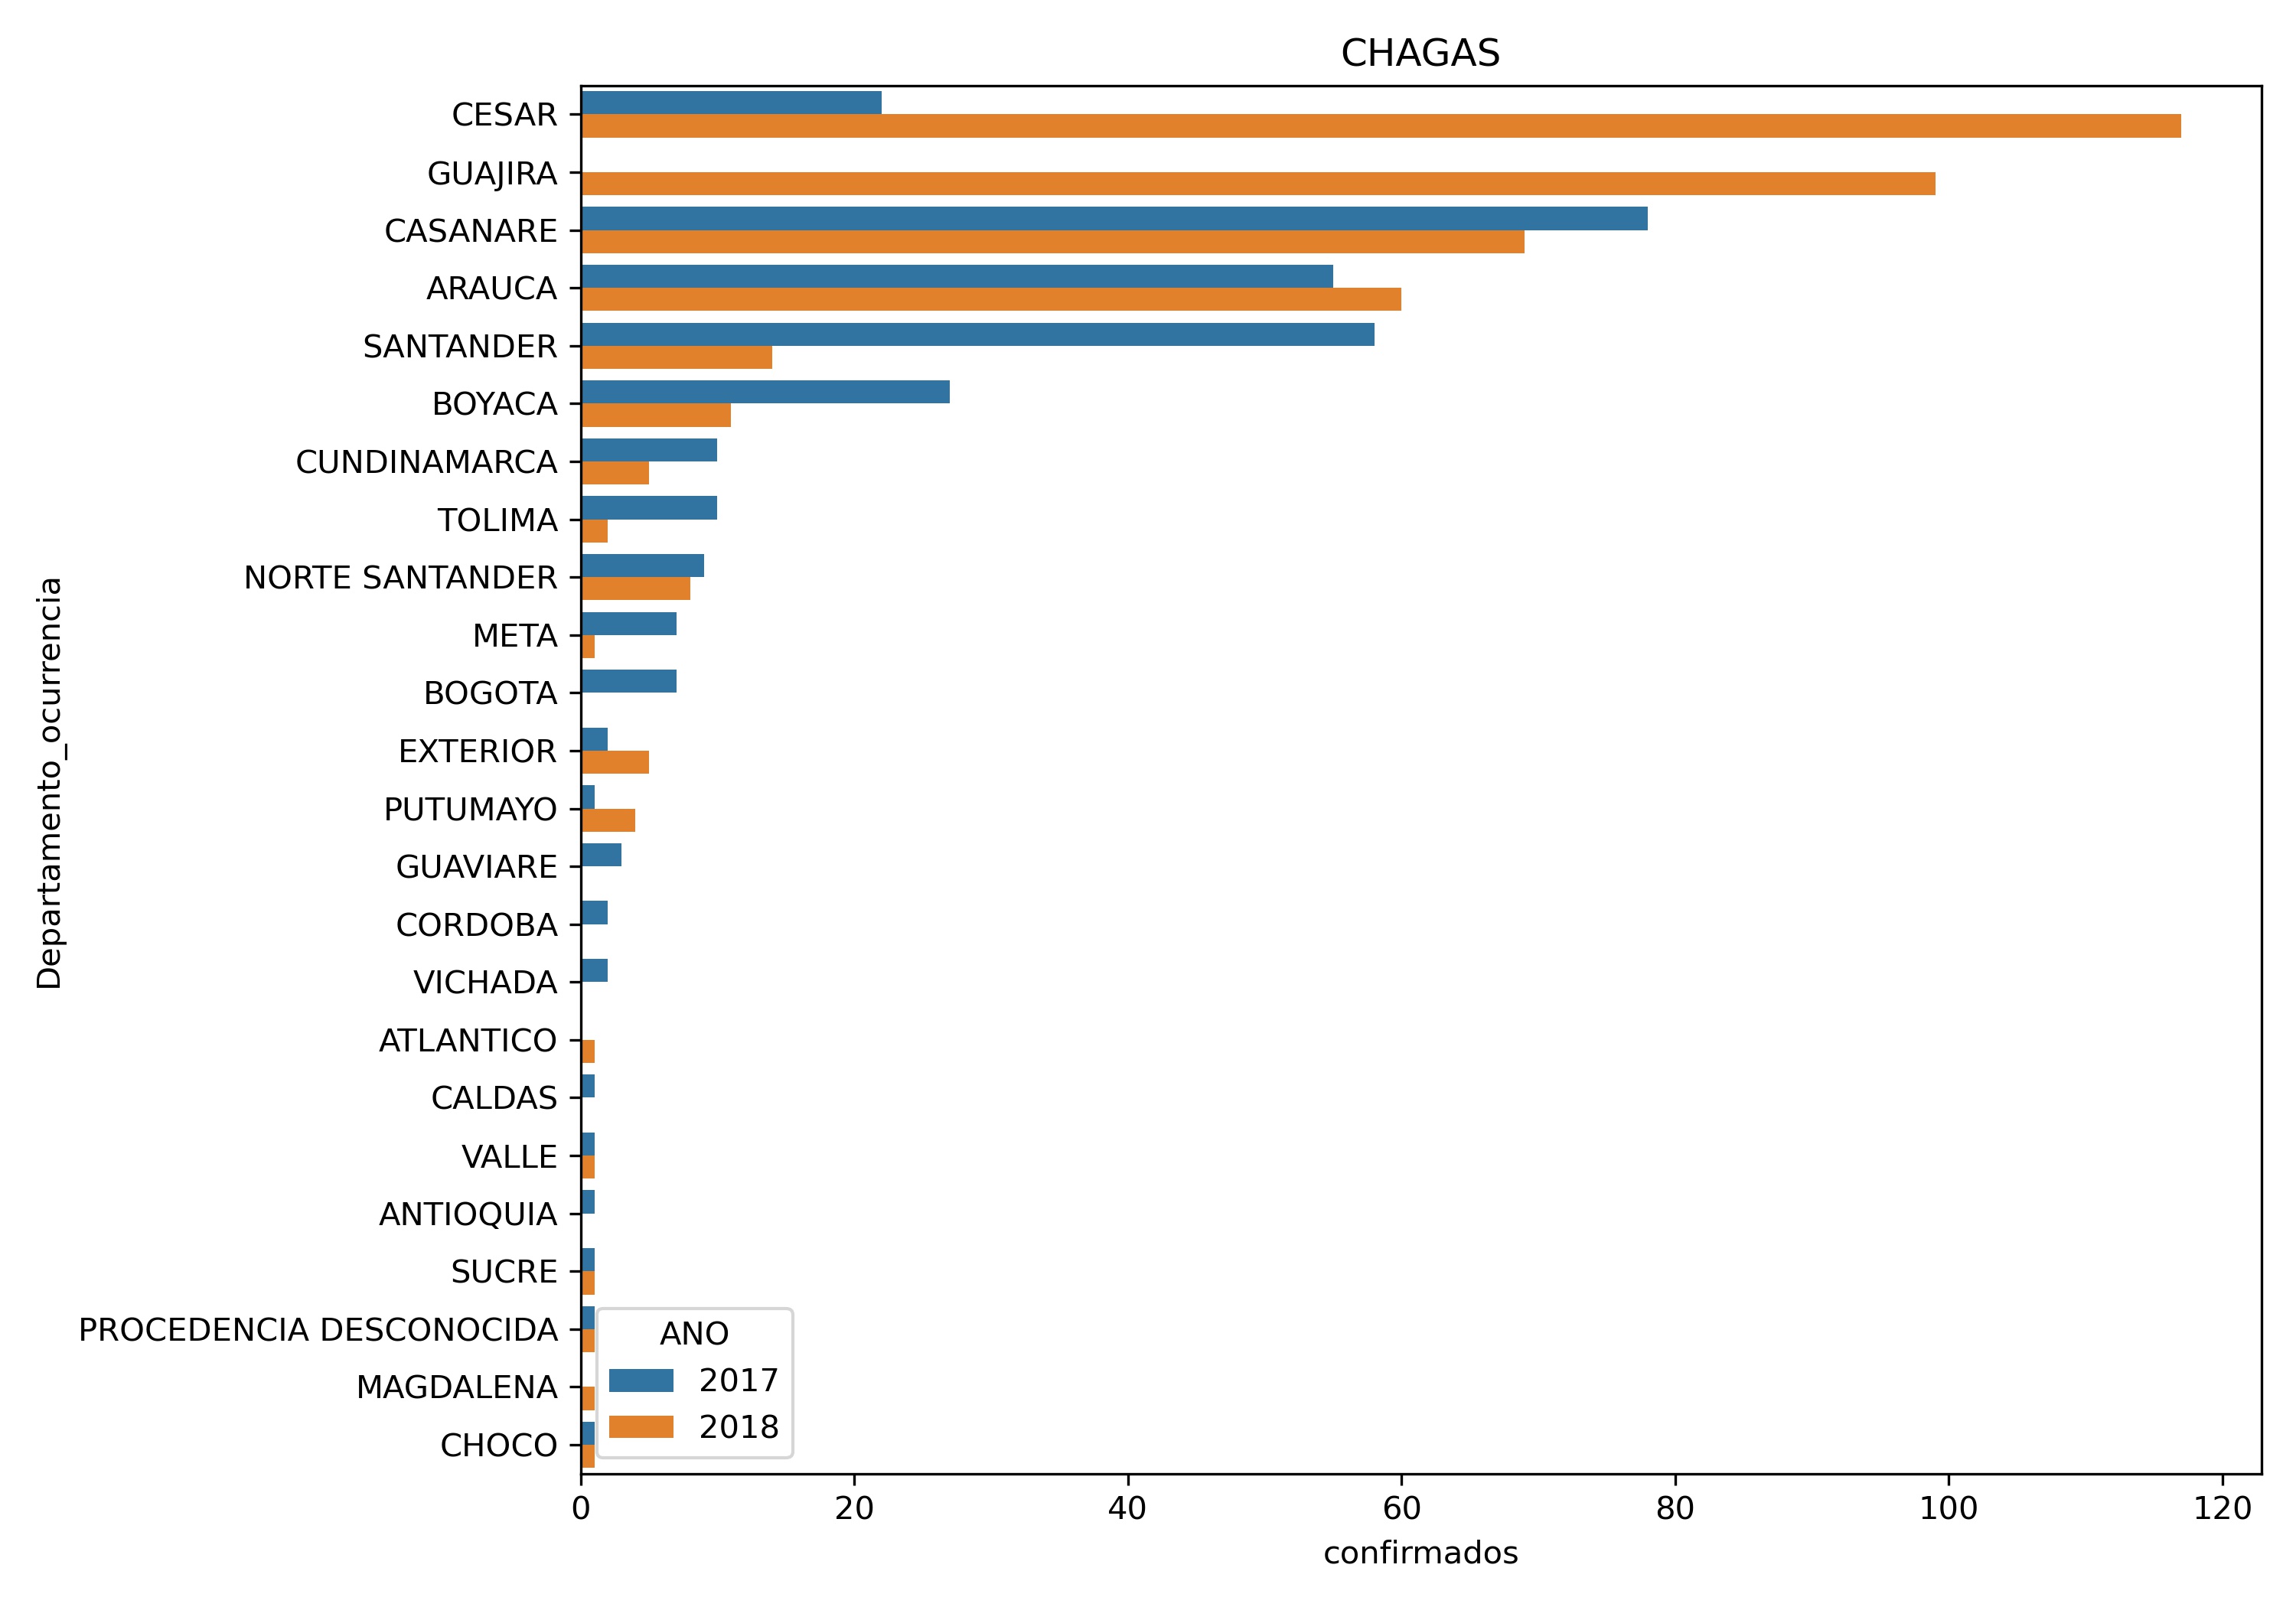 CHAGAS
CESAR
GUAJIRA
CASANARE
ARAUCA
SANTANDER
BOYACA
CUNDINAMARCA
TOLIMA
NORTE SANTANDER
META
BOGOTA
EXTERIOR
PUTUMAYO
GUAVIARE
CORDOBA
VICHADA
ATLANTICO
CALDAS
VALLE
ANTIOQUIA
SUCRE
PROCEDENCIA DESCONOCIDA
MAGDALENA
CHOCO
Departamento_ocurrencia
ANO
2017
2018
0 20 40 60 80 100 120
confirmados